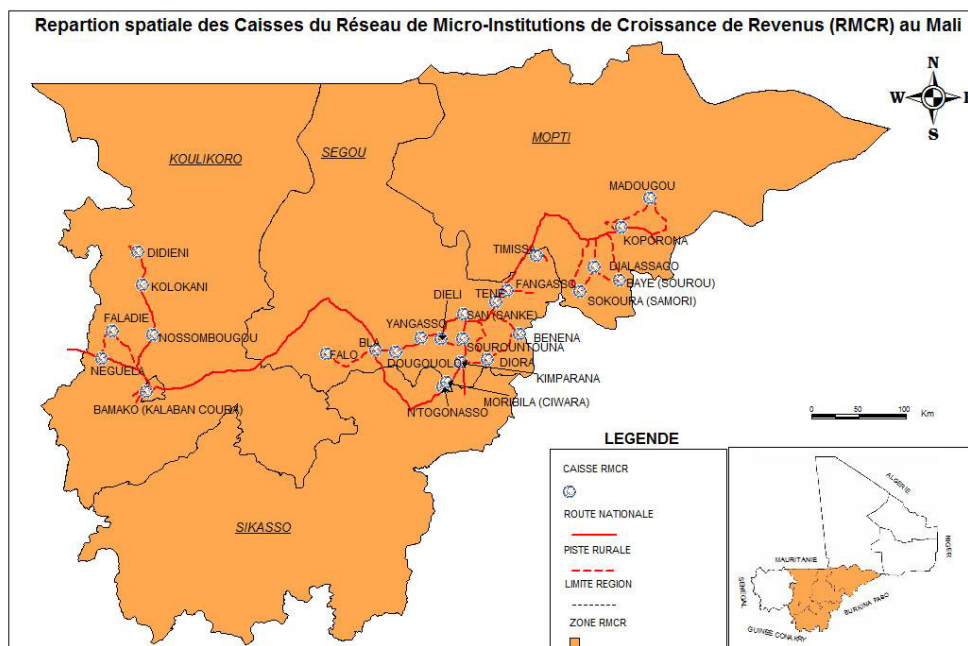 Repartion spatiale des Caisses du Réseau de Micro-Institutions de Croissance de Revenus (RMCR) au Mali
N
W E
S
KOULIKORO
SEGOU
MOPTI
MADOUGOU
KOPORONA
DIDIENI
TIMISSA
DIALASSAGO
BAYE (SOUROU)
KOLOKANI
FANGASSO
SOKOURA (SAMORI)
DIELI
TENE
FALADIE
SAN (SANKE)
YANGASSO
NOSSOMBOUGOU
BENENA
BLA
SOUROUNTOUNA
FALO
NEGUELA
DOUGOUOLO
DIORA
KIMPARANA
BAMAKO (KALABAN COURA)
MORIBILA (CIWARA)
N'TOGONASSO
SIKASSO
0 50 100 Km
LEGENDE
CAISSE RMCR
ROUTE NATIONALE
PISTE RURALE
LIMITE REGION
ZONE RMCR
ALGERIE
NIGER
MAURITANIE
SENEGAL
BURKINA FASO
GUINEE CONAKRY